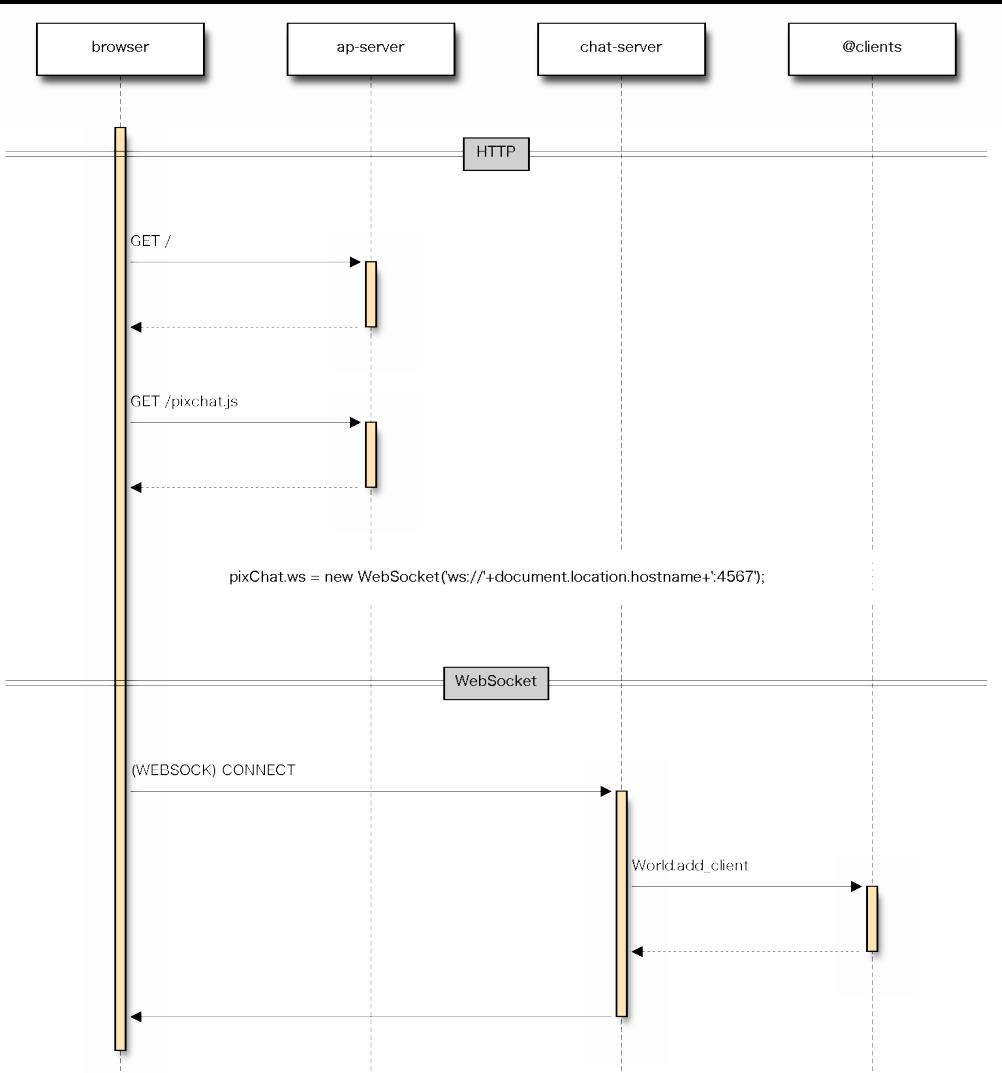 browser
ap-server
chat-server
@clients
HTTP
GET /
GET /pixchat.js
pixChat.ws = new WebSocket('ws://'+document.location.hostname+':4567');
WebSocket
(WEBSOCK) CONNECT
World.add_client